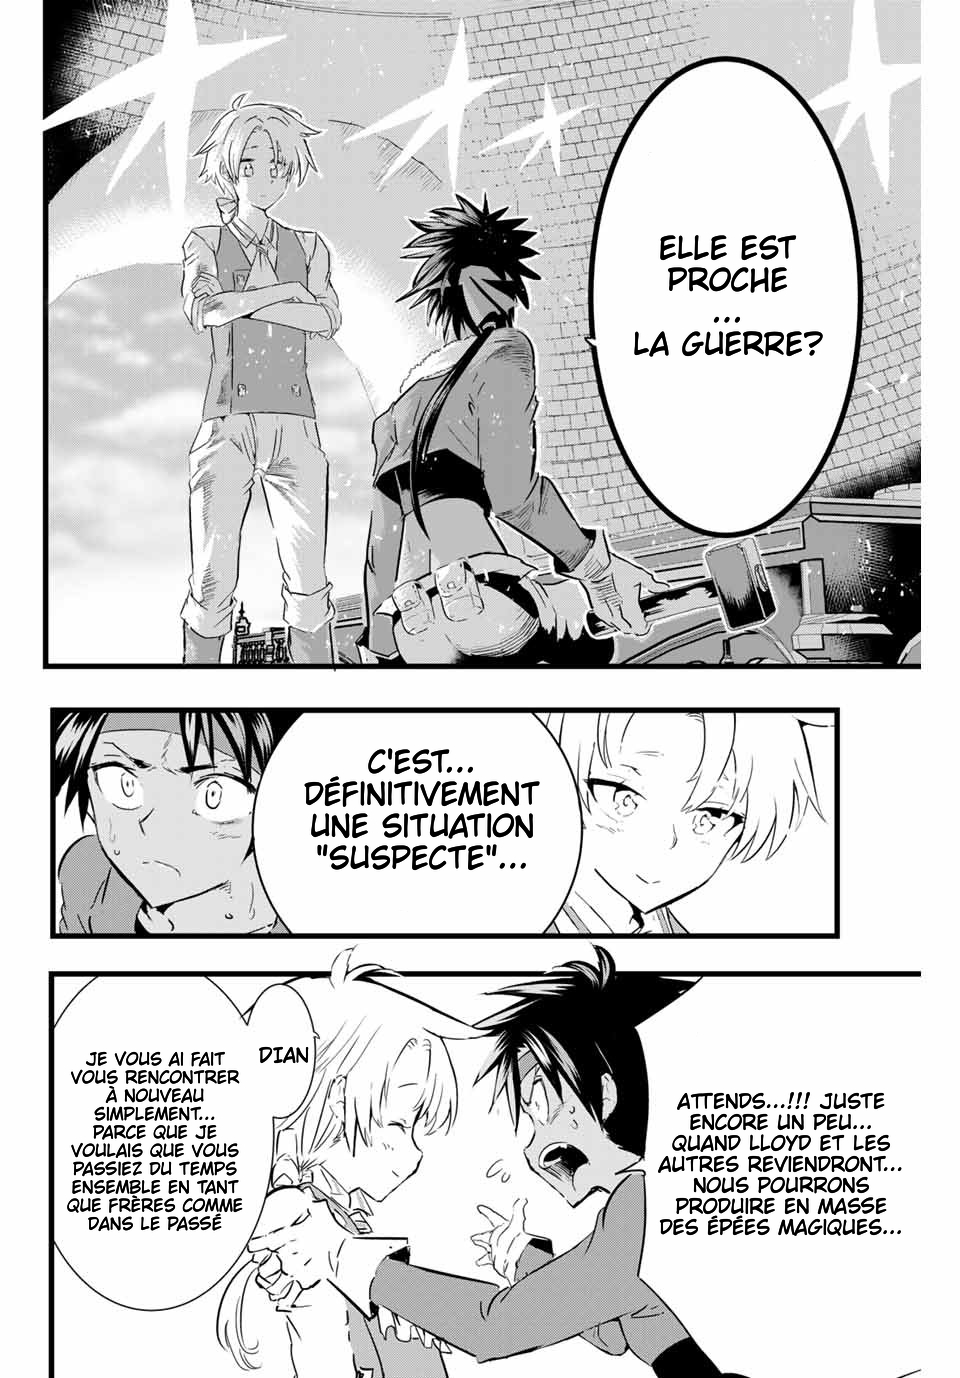 ELLE EST
PROCHE
...
LA GUERRE?
C'EST...
DÉFINITIVEMENT
UNE SITUATION
"SUSPECTE"...
ATTENDS...!!! JUSTE
ENCORE UN PEU...
QUAND LLOYD ET LES
AUTRES REVIENDRONT...
NOUS POURRONS
PRODUIRE EN MASSE
DES ÉPÉES MAGIQUES...
DIAN
JE VOUS AI FAIT
VOUS RENCONTRER
À NOUVEAU
SIMPLEMENT...
PARCE QUE JE
VOULAIS QUE VOUS
PASSIEZ DU TEMPS
ENSEMBLE EN TANT
QUE FRÈRES COMME
DANS LE PASSÉ